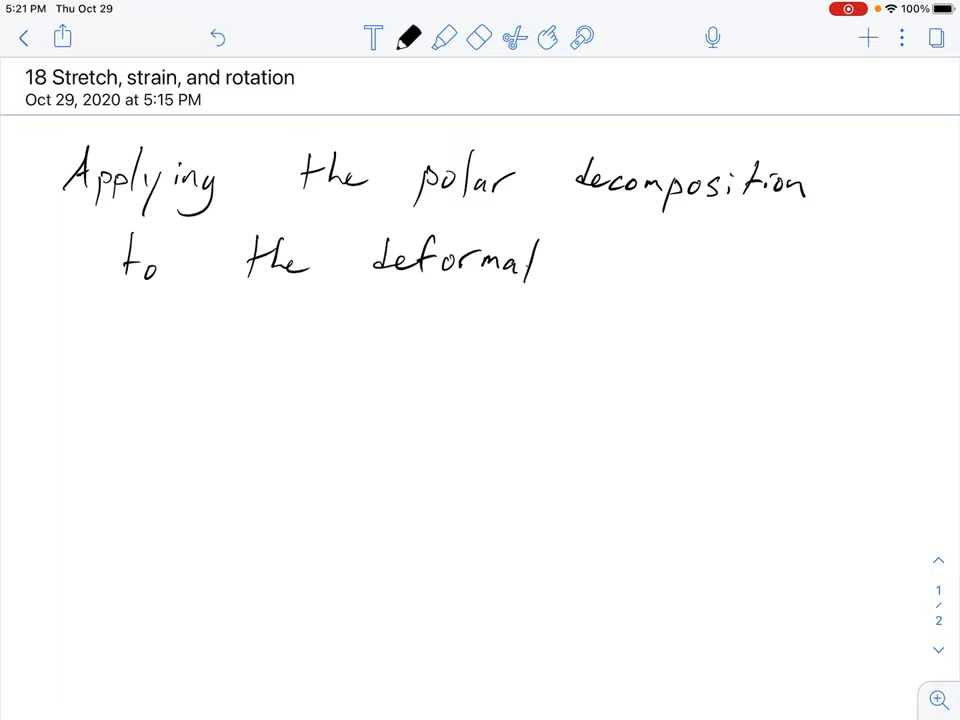 5:21 PM Thu Oct 29
100%
18 Stretch, strain, and rotation
Oct 29, 2020 at 5:15 PM
Applying the polar decomposition
to the deformal
1
/
2